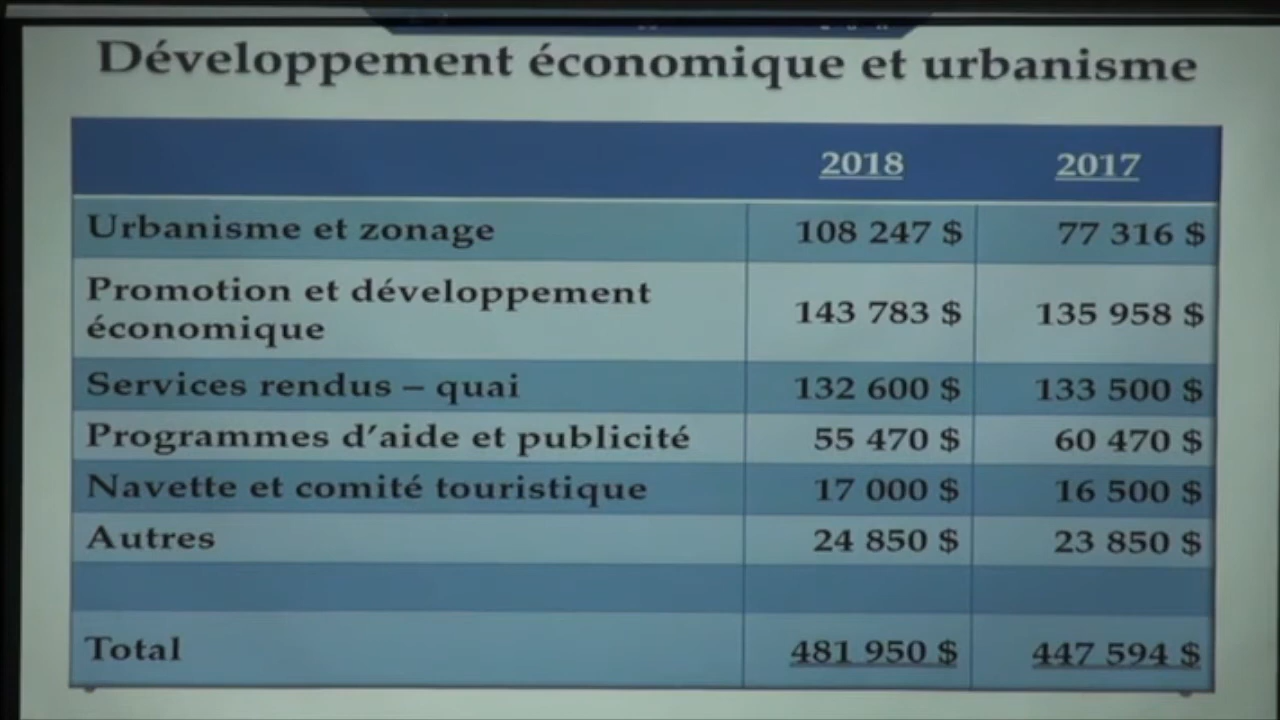 Développement économique et urbanisme
2018 2017
Urbanisme et zonage 108 247 $ 77 316 $
Promotion et développement
économique 143 783 $ 135 958 $
Services rendus – quai 132 600 $ 133 500 $
Programmes d'aide et publicité 55 470 $ 60 470 $
Navette et comité touristique 17 000 $ 16 500 $
Autres 24 850 $ 23 850 $
Total 481 950 $ 447 594 $